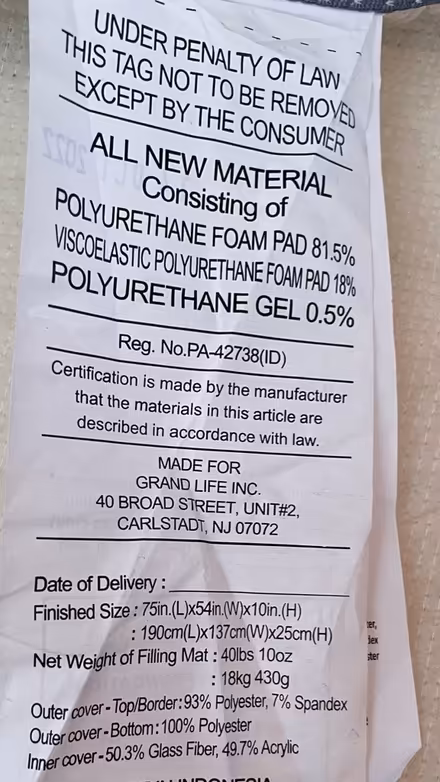 UNDER PENALTY OF LAW
THIS TAG NOT TO BE REMOVED
EXCEPT BY THE CONSUMER
ALL NEW MATERIAL
Consisting of
POLYURETHANE FOAM PAD 81.5%
VISCOELASTIC POLYURETHANE FOAM PAD 18%
POLYURETHANE GEL 0.5%
Reg. No.PA-42738(ID)
Certification is made by the manufacturer
that the materials in this article are
described in accordance with law.
MADE FOR
GRAND LIFE INC.
40 BROAD STREET, UNIT#2,
CARLSTADT, NJ 07072
Date of Delivery :
Finished Size : 75in.(L)x54in.(W)x10in.(H)
: 190cm(L)x137cm(W)x25cm(H)
Net Weight of Filling Mat : 40lbs 10oz
: 18kg 430g
Outer cover - Top/Border : 93% Polyester, 7% Spandex
Outer cover - Bottom : 100% Polyester
Inner cover - 50.3% Glass Fiber, 49.7% Acrylic